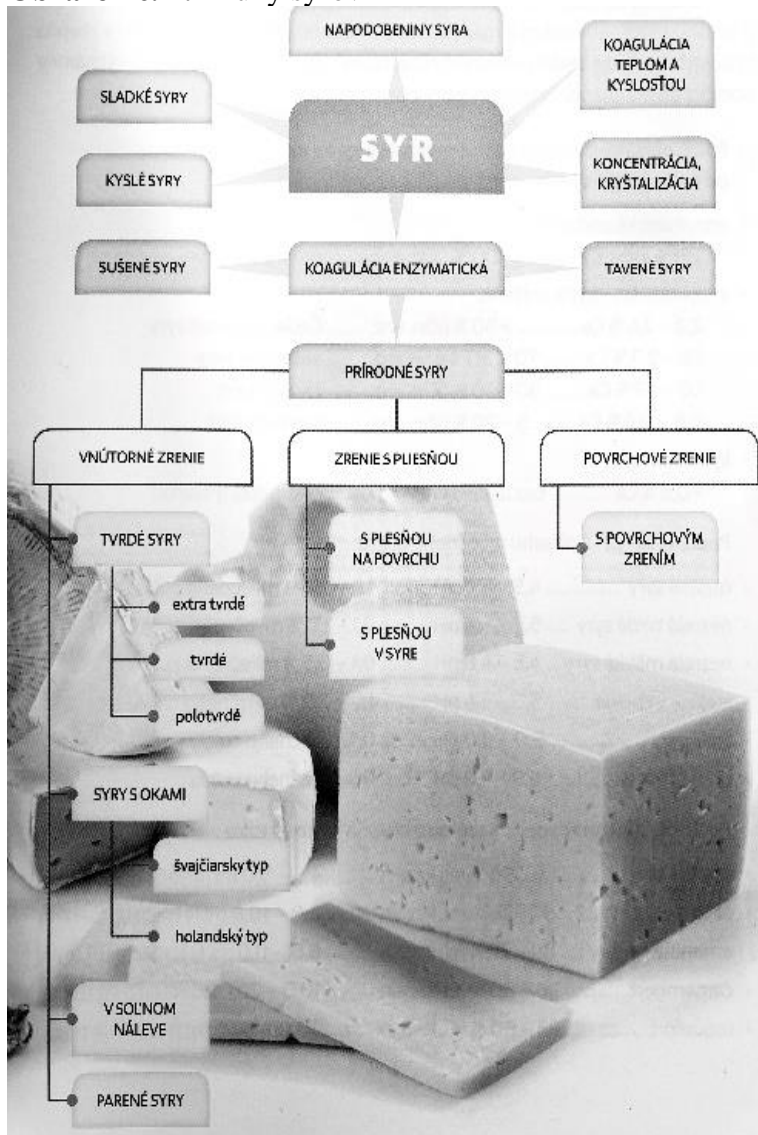 NAPODOBENINY SYRA
KOAGULÁCIA
TEPLOM A
KYSLOSŤOU
SLADKÉ SYRY
SYR
KYSLÉ SYRY
KONCENTRÁCIA,
KRYŠTALIZÁCIA
SUŠENÉ SYRY
KOAGULÁCIA ENZYMATICKÁ
TAVENÉ SYRY
PRÍRODNÉ SYRY
VNÚTORNÉ ZRENIE
ZRENIE S PLIESŇOU
POVRCHOVÉ ZRENIE
TVRDÉ SYRY
S PLESŇOU
NA POVRCHU
S POVRCHOVÝM
ZRENÍM
extra tvrdé
tvrdé
polotvrdé
S PLESŇOU
V SYRE
SYRY S OKAMI
švajčiarsky typ
holandský typ
V SOĽNOM
NÁLEVE
PARENÉ SYRY